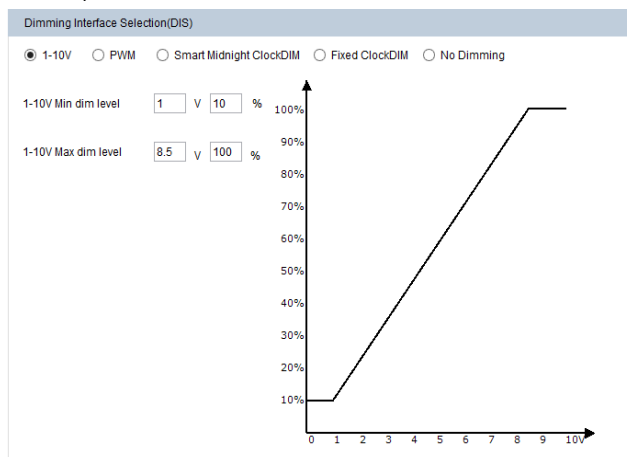 Dimming Interface Selection(DIS)
1-10V PWM Smart Midnight ClockDIM Fixed ClockDIM No Dimming
1-10V Min dim level 1 V 10 %
1-10V Max dim level 8.5 V 100 %
100%
90%
80%
70%
60%
50%
40%
30%
20%
10%
0 1 2 3 4 5 6 7 8 9 10V